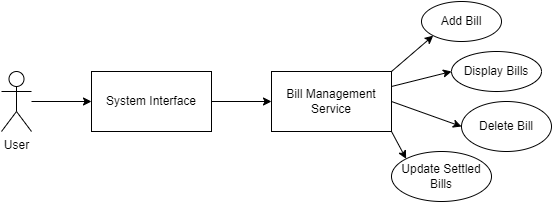 User
System Interface
Bill Management
Service
Add Bill
Display Bills
Delete Bill
Update Settled
Bills